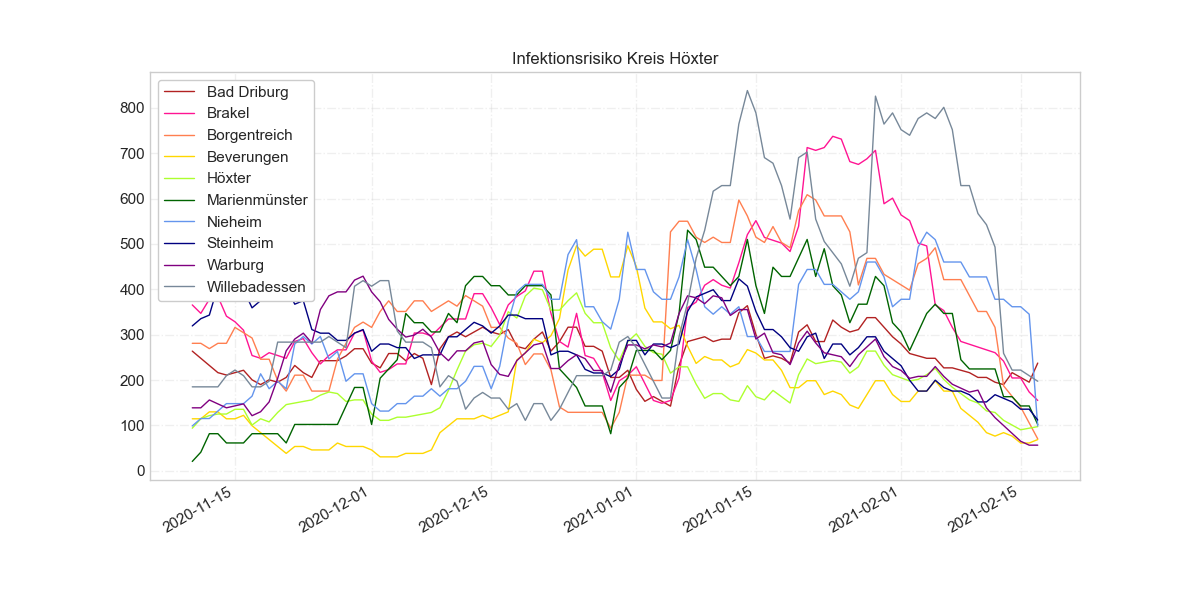 Infektionsrisiko Kreis Höxter
Bad Driburg
Brakel
Borgentreich
Beverungen
Höxter
Marienmünster
Nieheim
Steinheim
Warburg
Willebadessen
800
700
600
500
400
300
200
100
0
2020-11-15
2020-12-01
2020-12-15
2021-01-01
2021-01-15
2021-02-01
2021-02-15